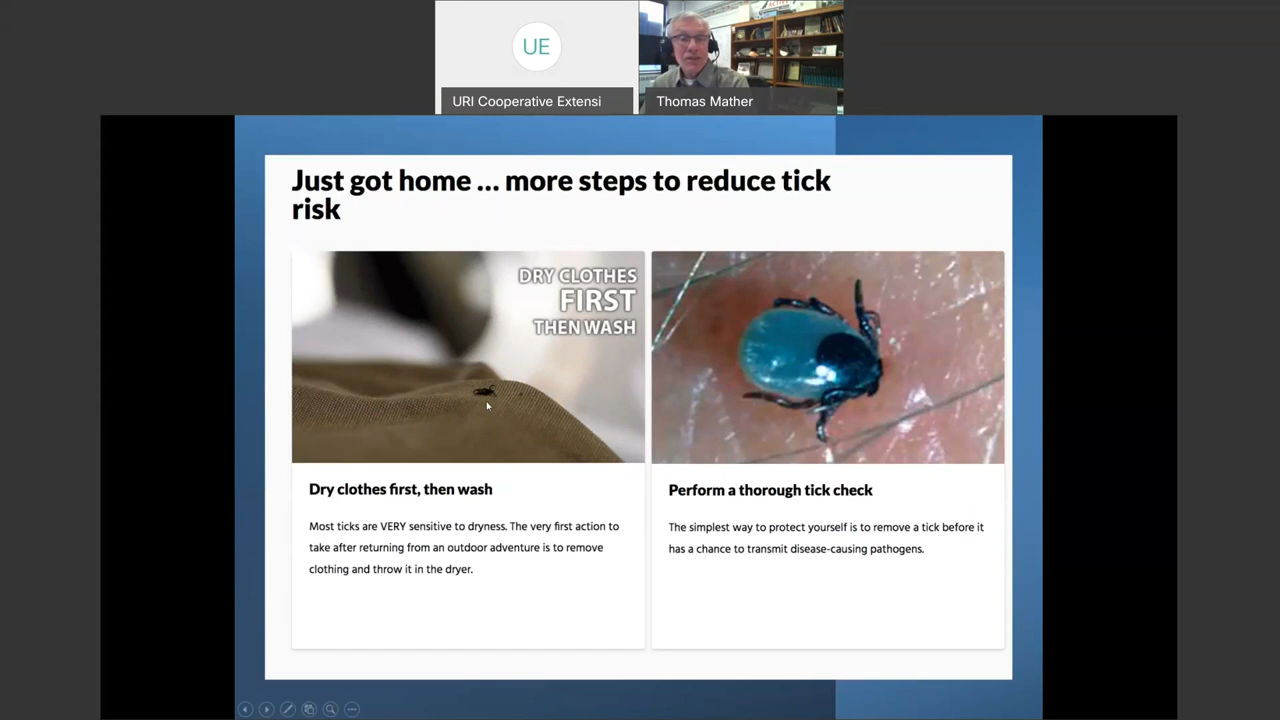 UE
URI Cooperative Extensi
Thomas Mather
Just got home ... more steps to reduce tick
risk
DRY CLOTHES
FIRST
THEN WASH
Dry clothes first, then wash
Most ticks are VERY sensitive to dryness. The very first action to
take after returning from an outdoor adventure is to remove
clothing and throw it in the dryer.
Perform a thorough tick check
The simplest way to protect yourself is to remove a tick before it
has a chance to transmit disease-causing pathogens.